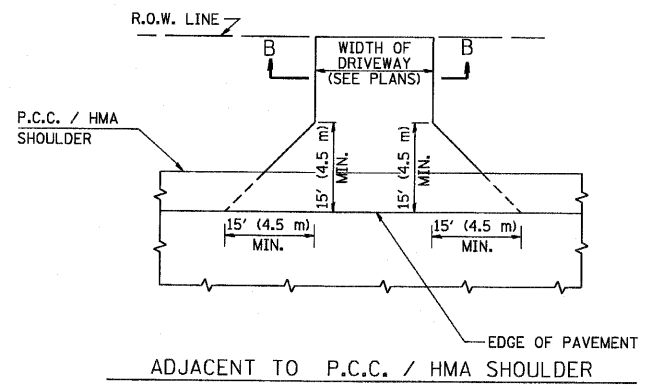 R.O.W. LINE
B
WIDTH OF
DRIVEWAY
(SEE PLANS)
B
P.C.C. / HMA
SHOULDER
15' (4.5 m)
MIN.
15' (4.5 m)
MIN.
15' (4.5 m)
MIN.
15' (4.5 m)
MIN.
EDGE OF PAVEMENT
ADJACENT TO P.C.C. / HMA SHOULDER